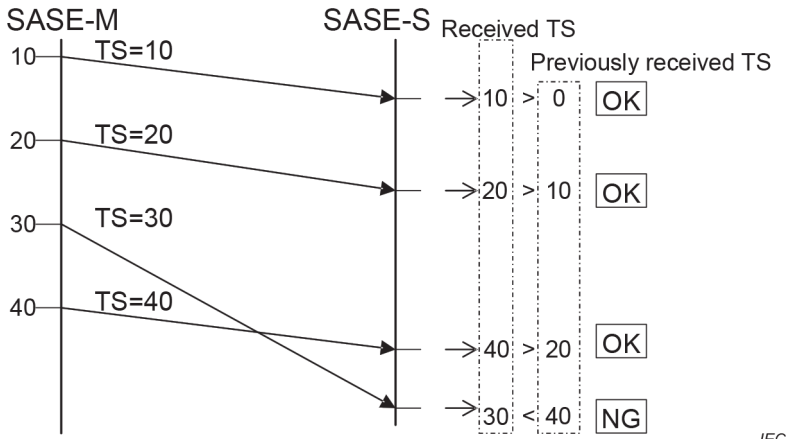 SASE-M SASE-S Received TS
Previously received TS
10 TS=10
10 > 0 OK
20 TS=20
20 > 10 OK
30 TS=30
40 TS=40
40 > 20 OK
30 < 40 NG
IEC